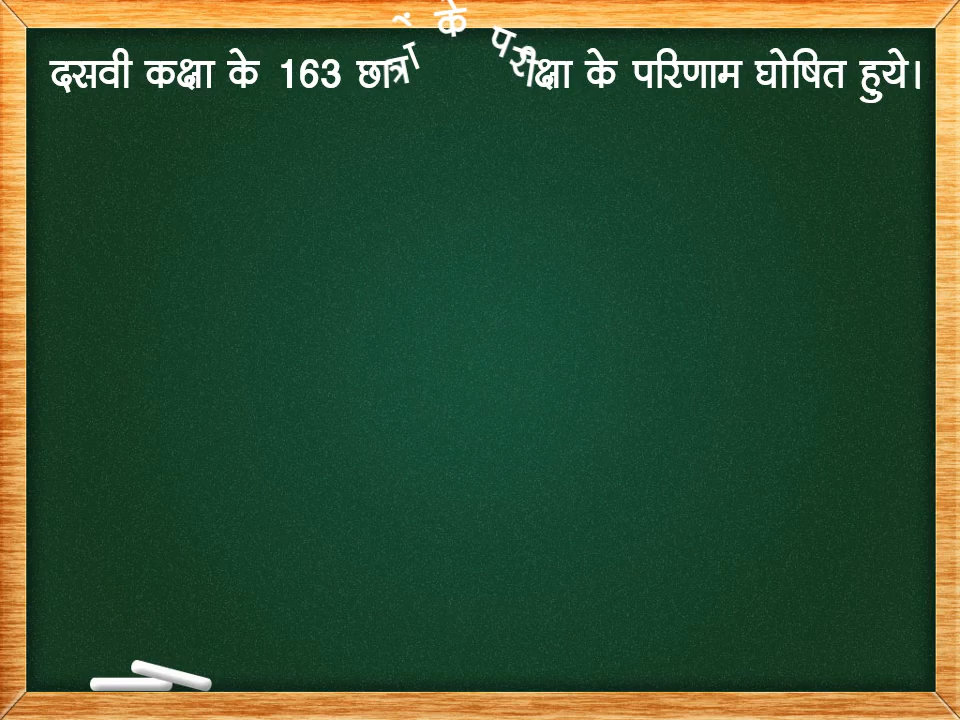 दसवी कक्षा के 163 छात्रों के परीक्षा के परिणाम घोषित हुये।